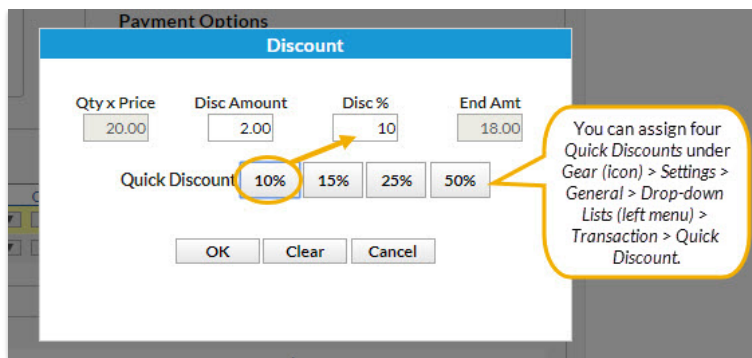 Payment Options
Discount
Qty x Price Disc Amount Disc % End Amt
20.00 2.00 10 18.00
Quick Discount 10% 15% 25% 50%
OK Clear Cancel
You can assign four
Quick Discounts under
Gear (icon) > Settings >
General > Drop-down
Lists (left menu) >
Transaction > Quick
Discount.